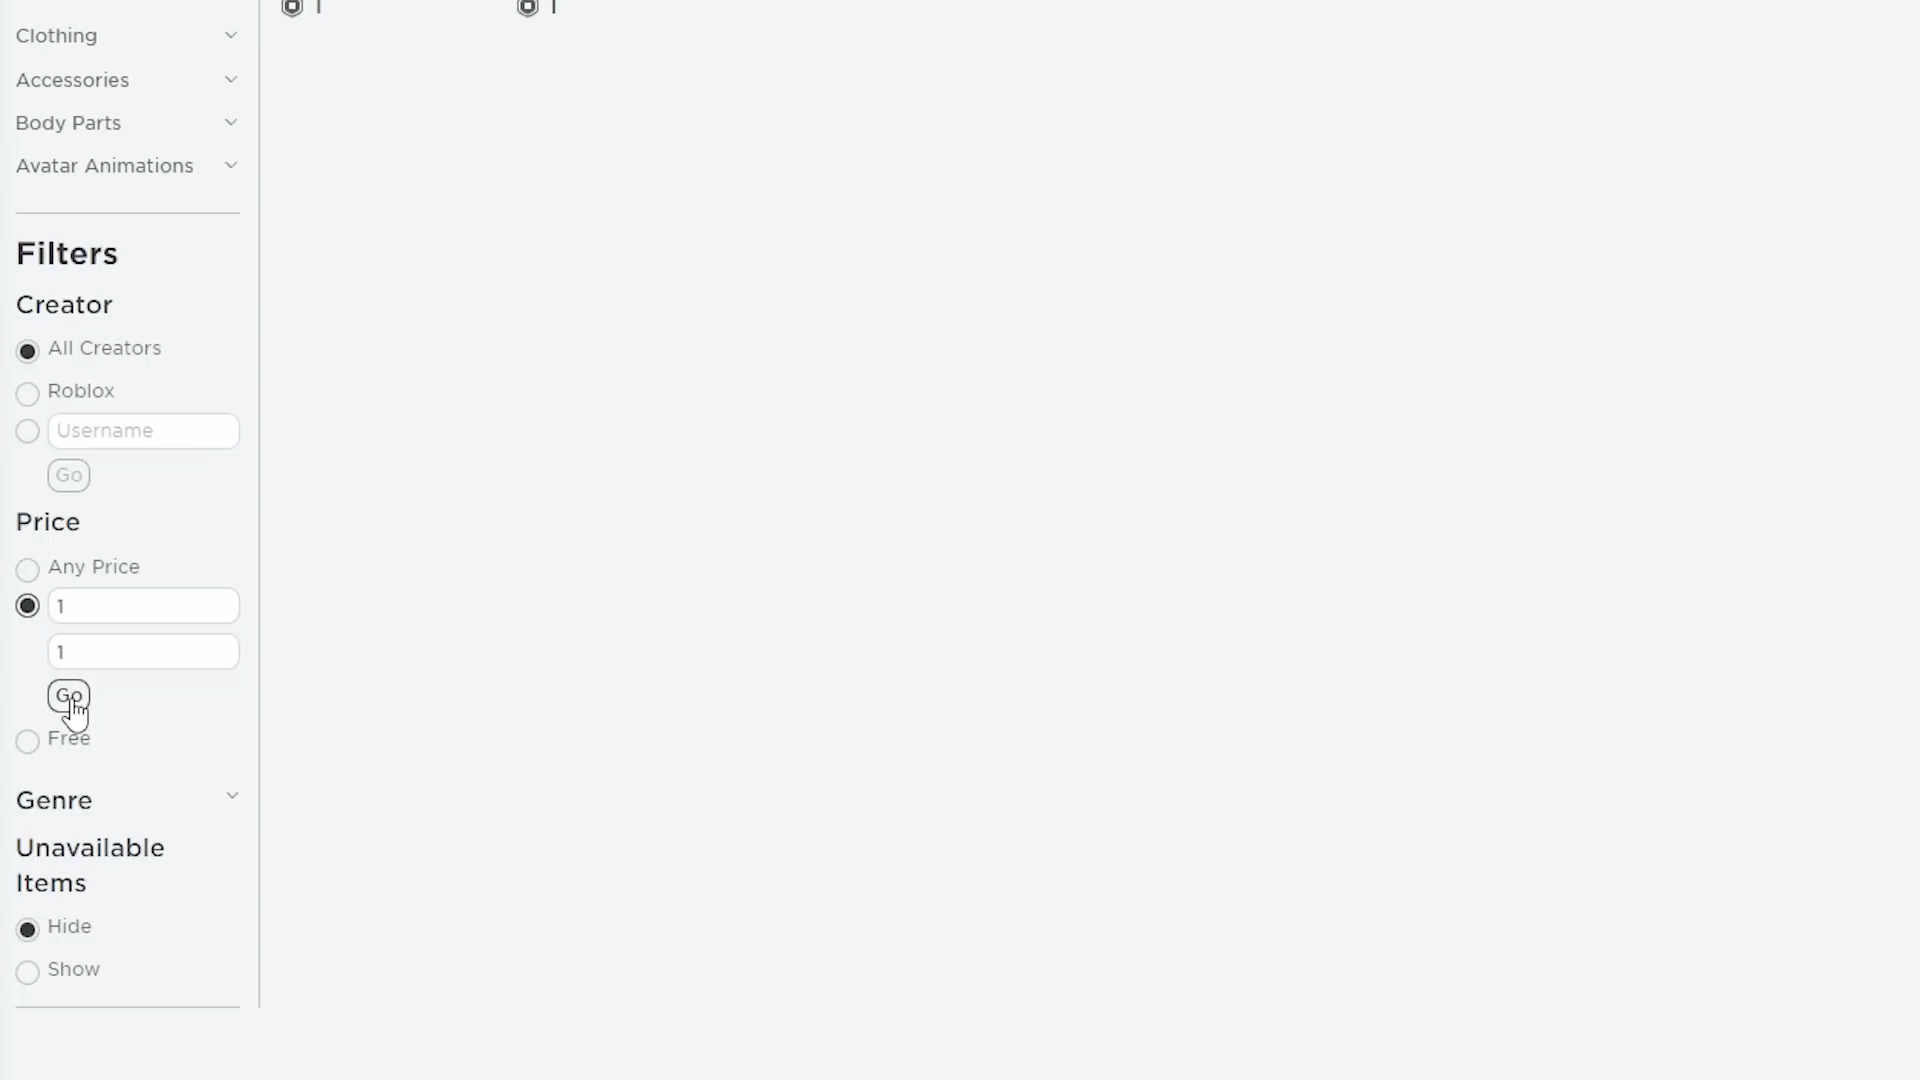 Clothing
Accessories
Body Parts
Avatar Animations
Filters
Creator
All Creators
Roblox
Username
Go
Price
Any Price
1
1
Go
Free
Genre
Unavailable
Items
Hide
Show